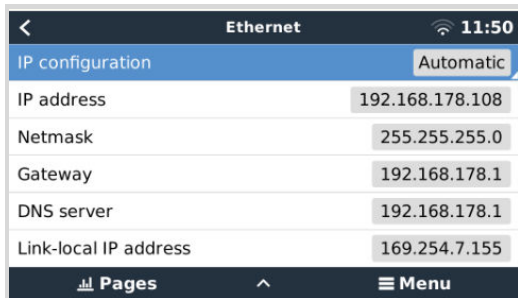 Ethernet 11:50
IP configuration Automatic
IP address 192.168.178.108
Netmask 255.255.255.0
Gateway 192.168.178.1
DNS server 192.168.178.1
Link-local IP address 169.254.7.155
Pages Menu